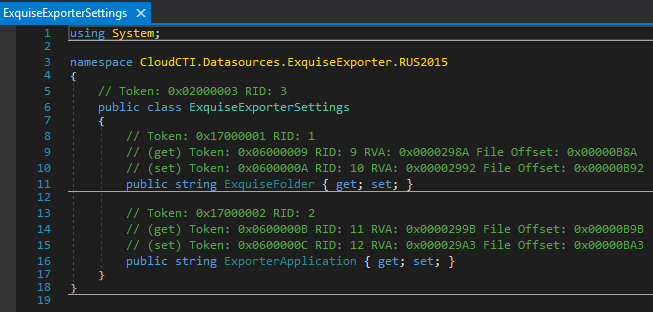 ExquiseExporterSettings
1 using System;
2
3 namespace CloudCTI.Datasources.ExquiseExporter.RUS2015
4 {
5 // Token: 0x02000003 RID: 3
6 public class ExquiseExporterSettings
7 {
8 // Token: 0x17000001 RID: 1
9 // (get) Token: 0x06000009 RID: 9 RVA: 0x0000298A File Offset: 0x00000B8A
10 // (set) Token: 0x0600000A RID: 10 RVA: 0x00002992 File Offset: 0x00000B92
11 public string ExquiseFolder { get; set; }
12
13 // Token: 0x17000002 RID: 2
14 // (get) Token: 0x0600000B RID: 11 RVA: 0x0000299B File Offset: 0x00000B9B
15 // (set) Token: 0x0600000C RID: 12 RVA: 0x000029A3 File Offset: 0x00000BA3
16 public string ExporterApplication { get; set; }
17 }
18 }
19